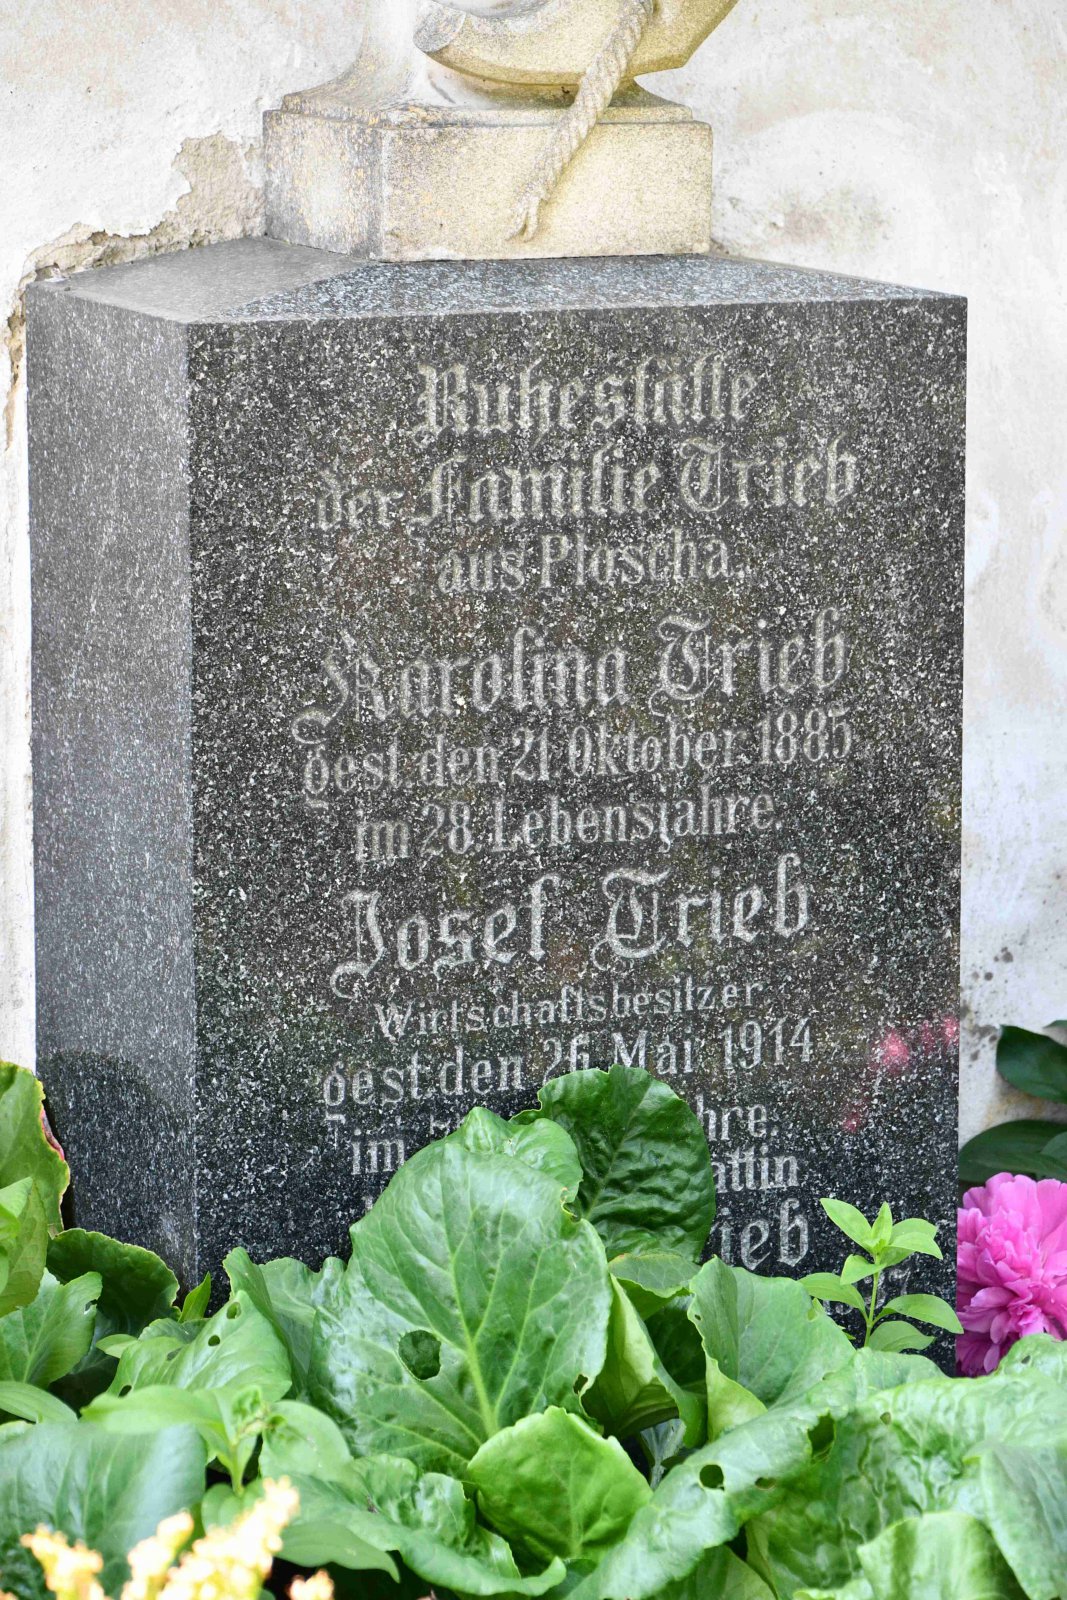 Ruhestätte
der Familie Trieb
aus Ploscha.
Karolina Trieb
gest. den 21. Oktober 1885
im 28. Lebensjahre.
Josef Trieb
Wirtschaftsbesitzer
gest. den 26. Mai 1914
im hre.
attin
ieb